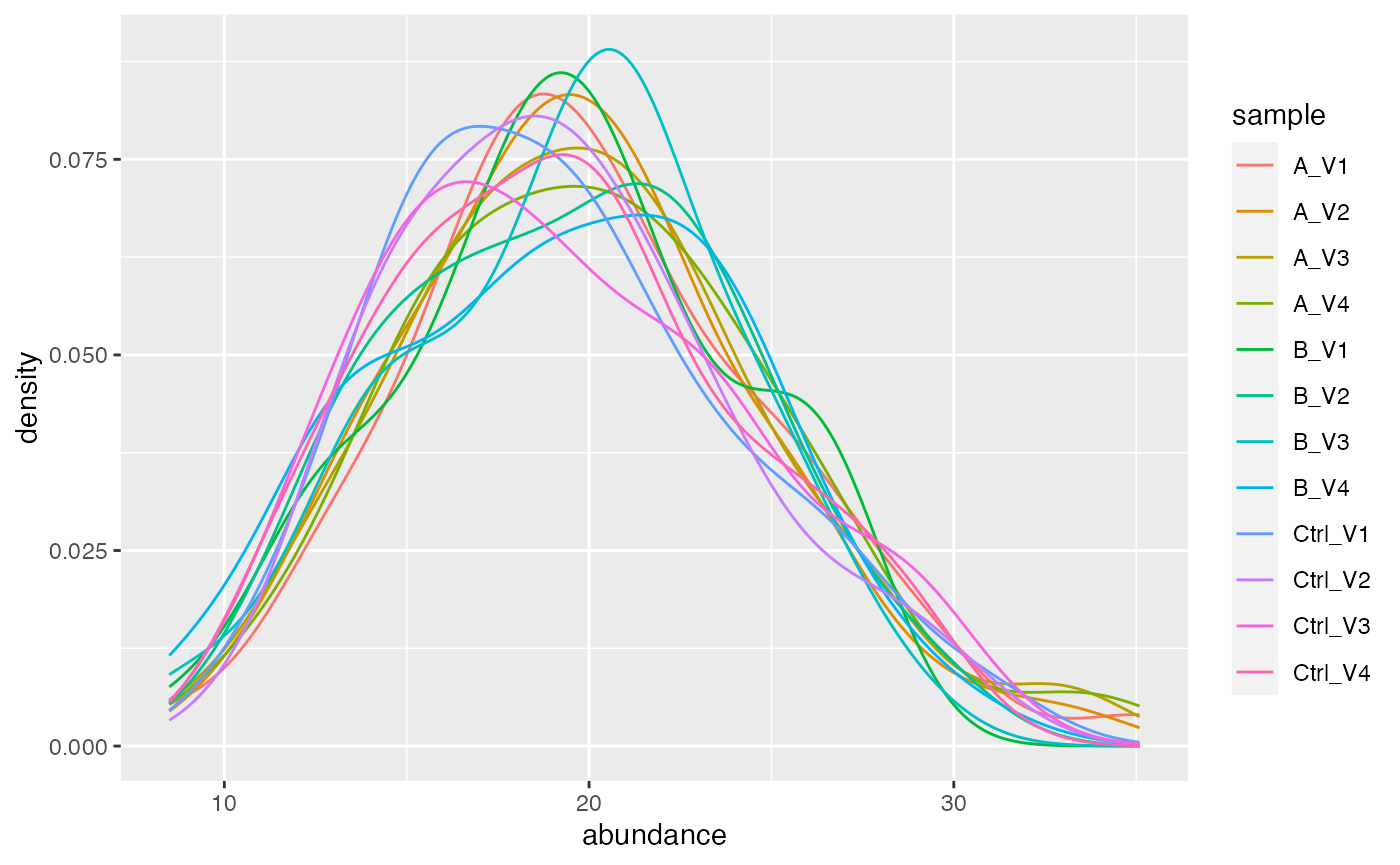 0.075
0.050
0.025
0.000
density
10
20
30
abundance
sample
A_V1
A_V2
A_V3
A_V4
B_V1
B_V2
B_V3
B_V4
Ctrl_V1
Ctrl_V2
Ctrl_V3
Ctrl_V4